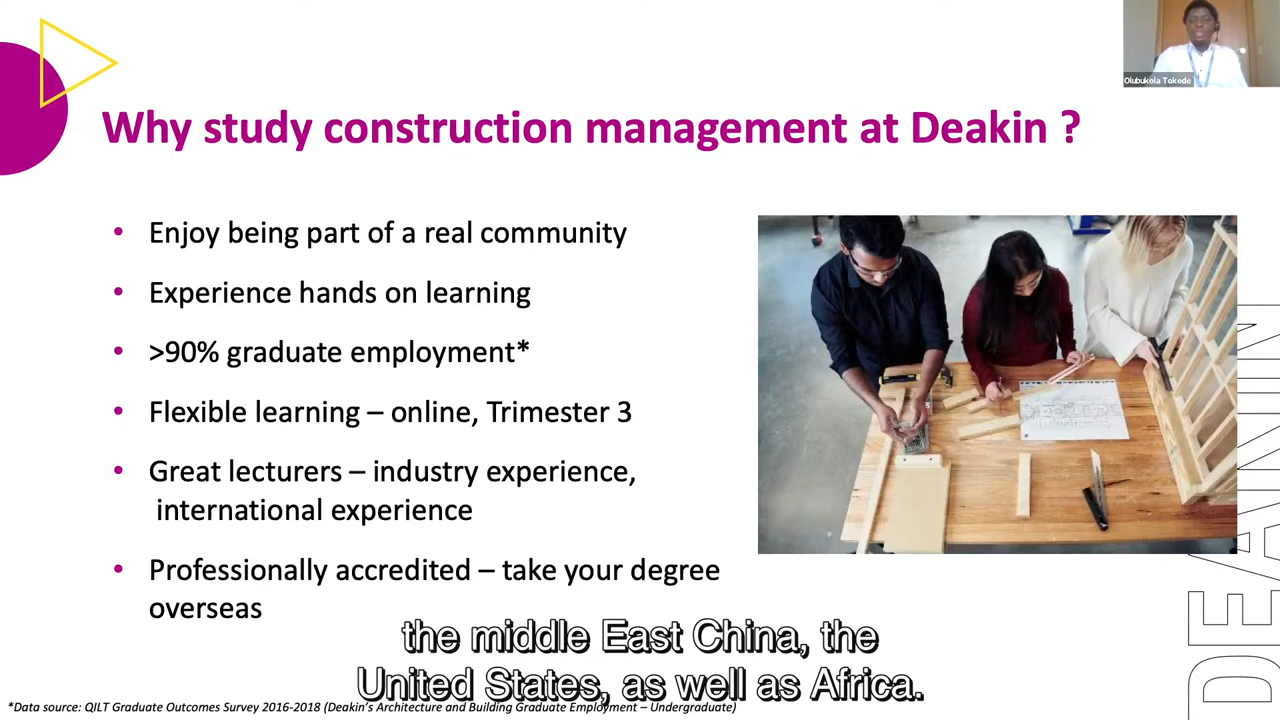 Olubukola Tokede
Why study construction management at Deakin ?
• Enjoy being part of a real community
• Experience hands on learning
• >90% graduate employment*
• Flexible learning – online, Trimester 3
• Great lecturers – industry experience,
international experience
• Professionally accredited – take your degree
overseas
the middle East China, the
United States, as well as Africa.
*Data source: QILT Graduate Outcomes Survey 2016-2018 (Deakin's Architecture and Building Graduate Employment – Undergraduate)
DEAKIN